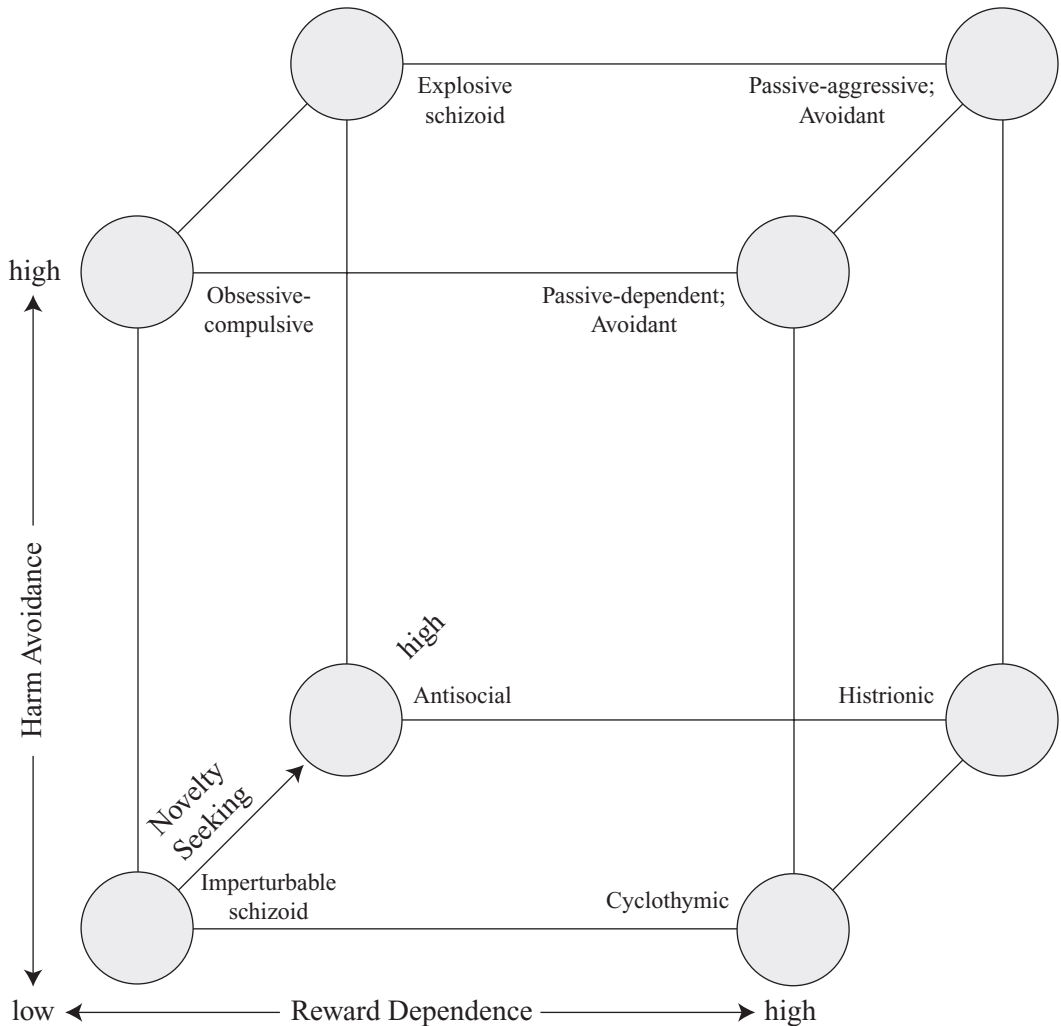 Explosive
schizoid
Passive-aggressive;
Avoidant
high
Obsessive-
compulsive
Passive-dependent;
Avoidant
Harm Avoidance
high
Antisocial
Histrionic
Novelty
Seeking
Imperturbable
schizoid
Cyclothymic
low
Reward Dependence
high